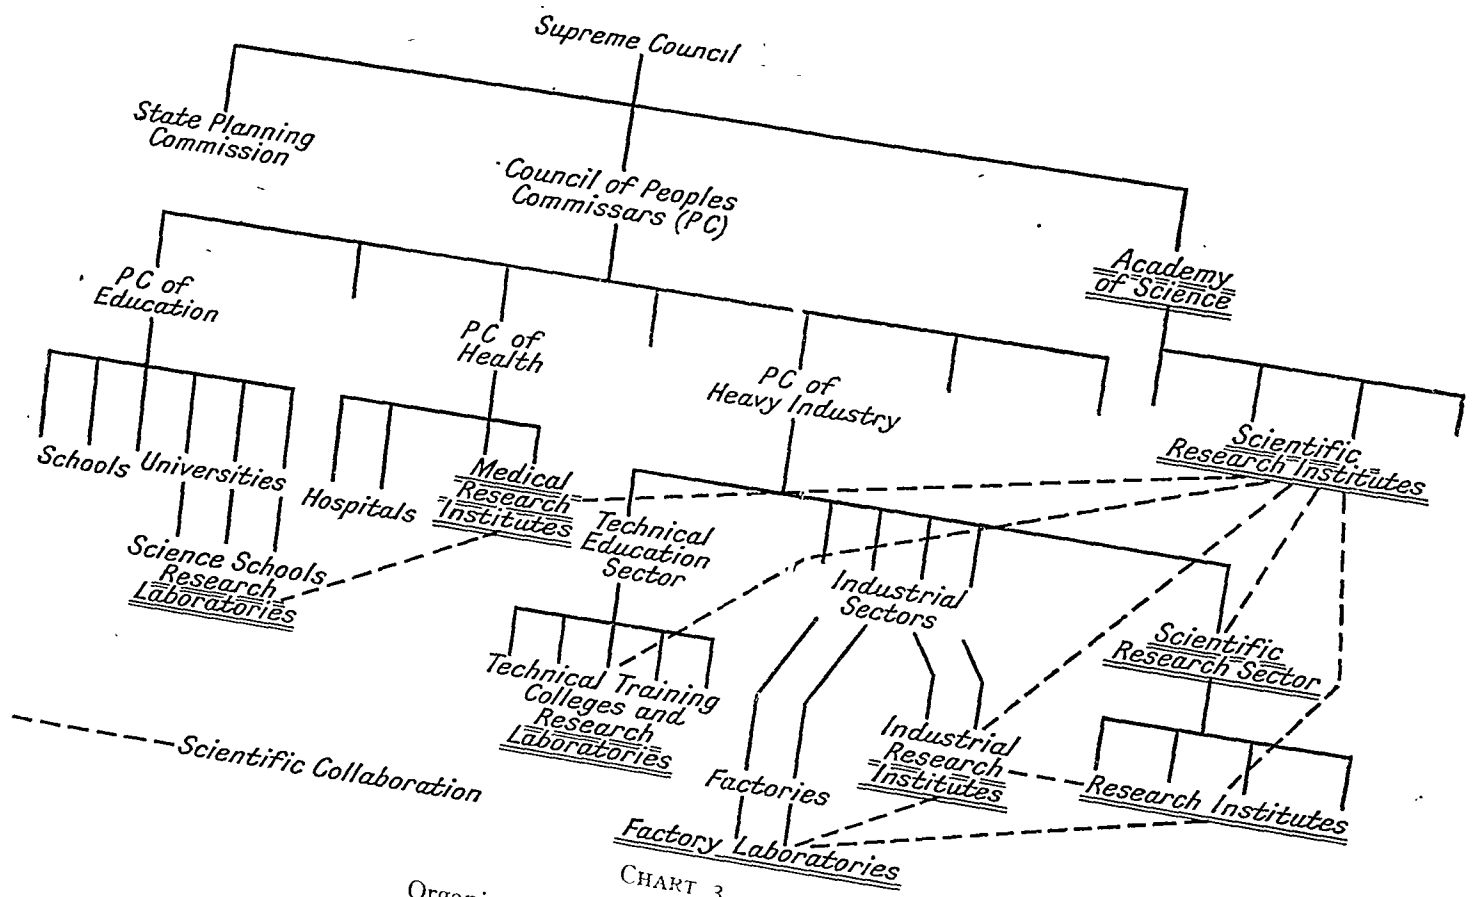 Supreme Council
State Planning
Commission
Council of Peoples
Commissars (PC)
Academy
of Science
PC of
Education
PC of
Health
PC of
Heavy Industry
Schools
Universities
Hospitals
Medical
Research
Institutes
Technical
Education
Sector
Scientific
Research Institutes
Science Schools
Research
Laboratories
Industrial
Sectors
Scientific
Research Sector
Technical Training
Colleges and
Research
Laboratories
Scientific Collaboration
Factories
Industrial
Research
Institutes
Research Institutes
Factory Laboratories
CHART 3